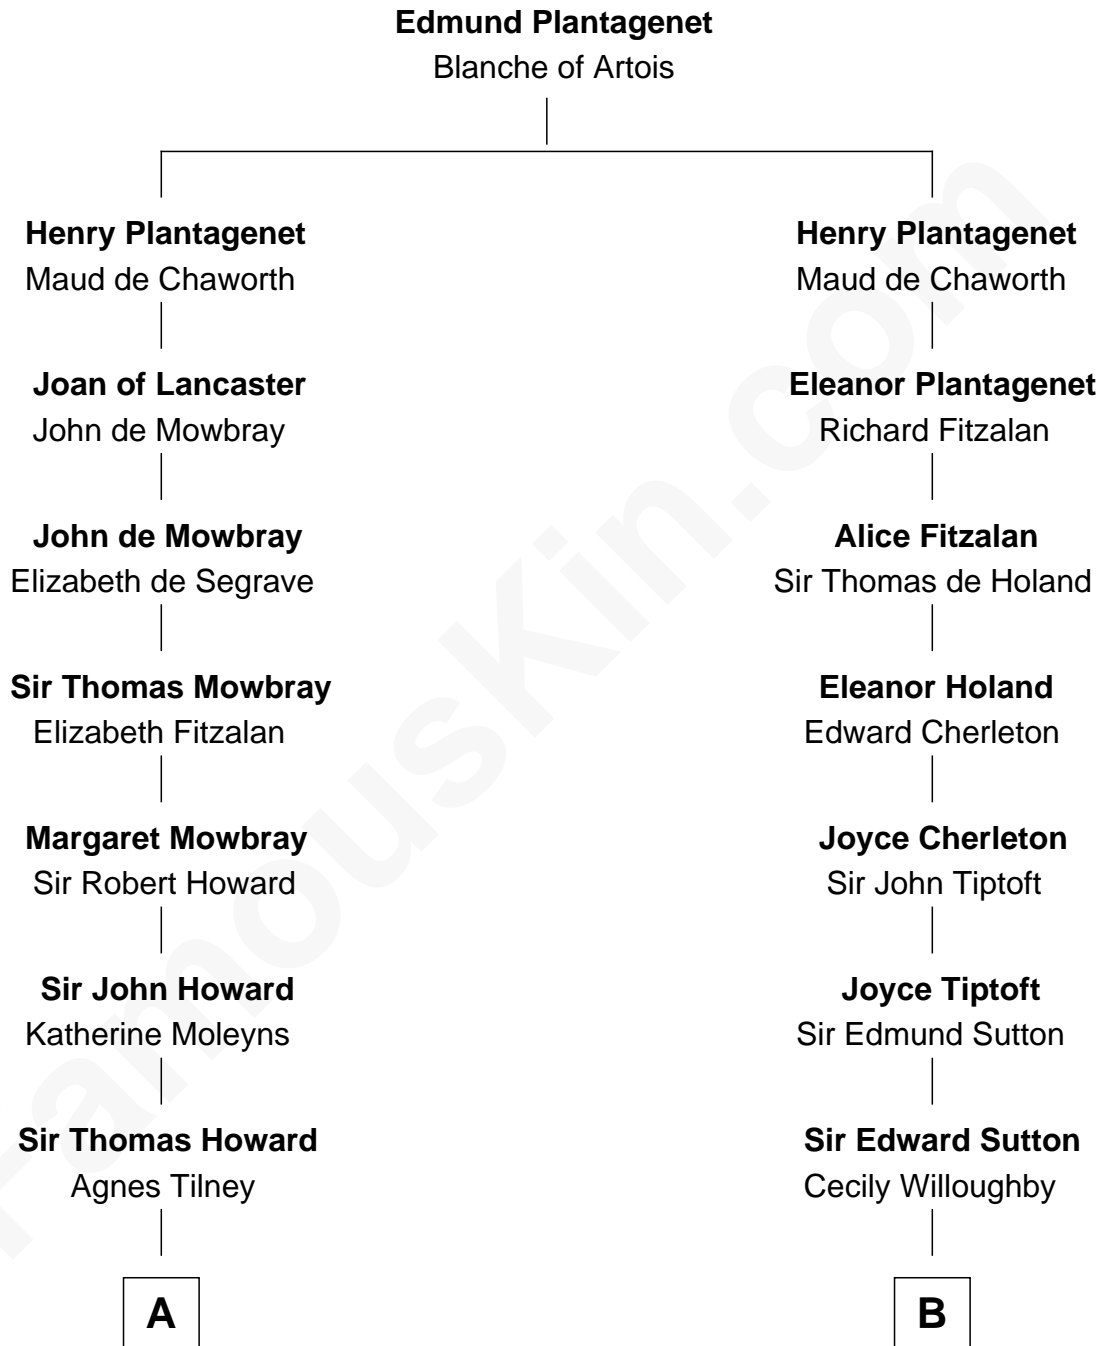 Edmund Plantagenet
Blanche of Artois
Henry Plantagenet
Maud de Chaworth
Joan of Lancaster
John de Mowbray
John de Mowbray
Elizabeth de Segrave
Sir Thomas Mowbray
Elizabeth Fitzalan
Margaret Mowbray
Sir Robert Howard
Sir John Howard
Katherine Moleyns
Sir Thomas Howard
Agnes Tilney
A
Henry Plantagenet
Maud de Chaworth
Eleanor Plantagenet
Richard Fitzalan
Alice Fitzalan
Sir Thomas de Holand
Eleanor Holand
Edward Cherleton
Joyce Cherleton
Sir John Tiptoft
Joyce Tiptoft
Sir Edmund Sutton
Sir Edward Sutton
Cecily Willoughby
B
FamousKin.com